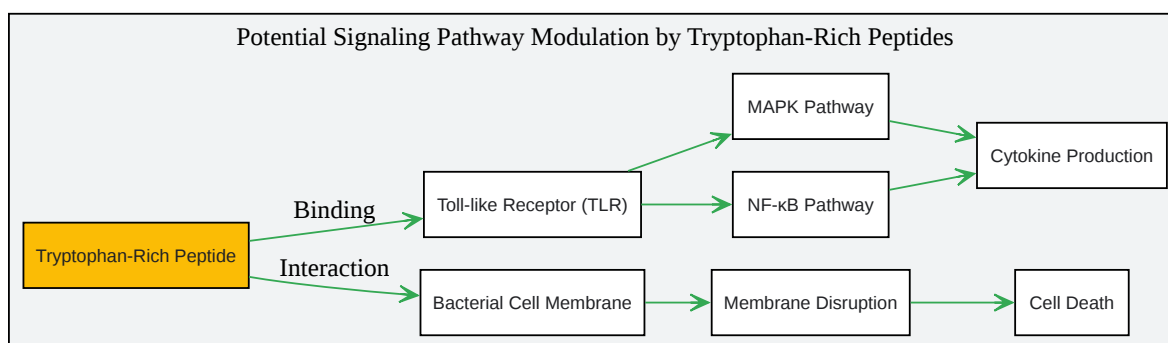 Potential Signaling Pathway Modulation by Tryptophan-Rich Peptides
MAPK Pathway
Cytokine Production
Binding
Toll-like Receptor (TLR)
NF-κB Pathway
Tryptophan-Rich Peptide
Interaction
Bacterial Cell Membrane
Membrane Disruption
Cell Death